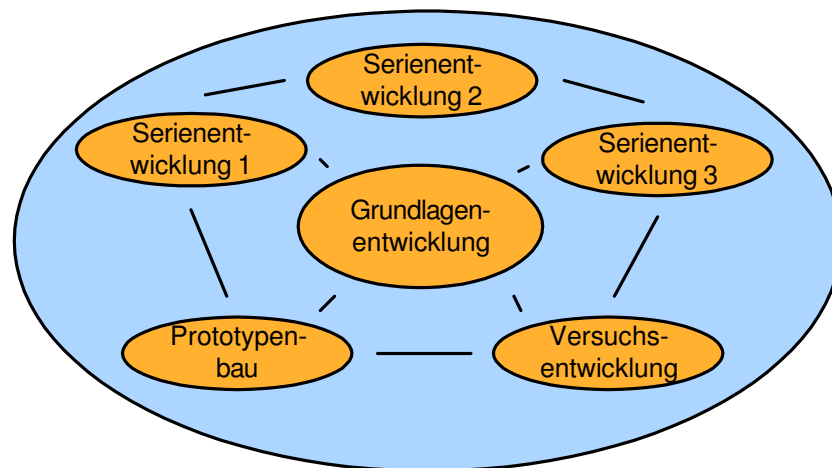 Serienent-
wicklung 2
Serienent-
wicklung 1
Serienent-
wicklung 3
Grundlagen-
entwicklung
Prototypen-
bau
Versuchs-
entwicklung